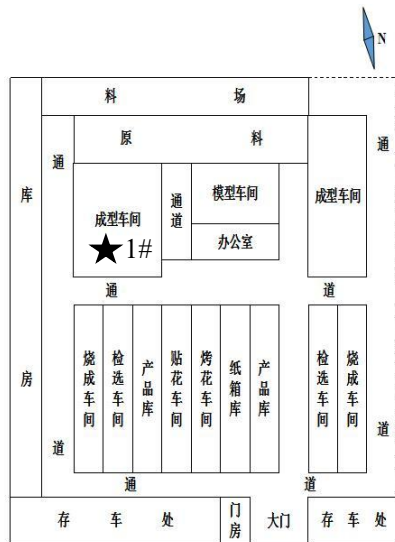 N
料 场
原 料
通
通
库
模型车间
通道
成型车间
成型车间
办公室
★1#
通
道
烧成车间
检选车间
产品库
贴花车间
烤花车间
纸箱库
产品库
检选车间
烧成车间
房
道
道
通
道
存 车 处
门房
大门
存 车 处